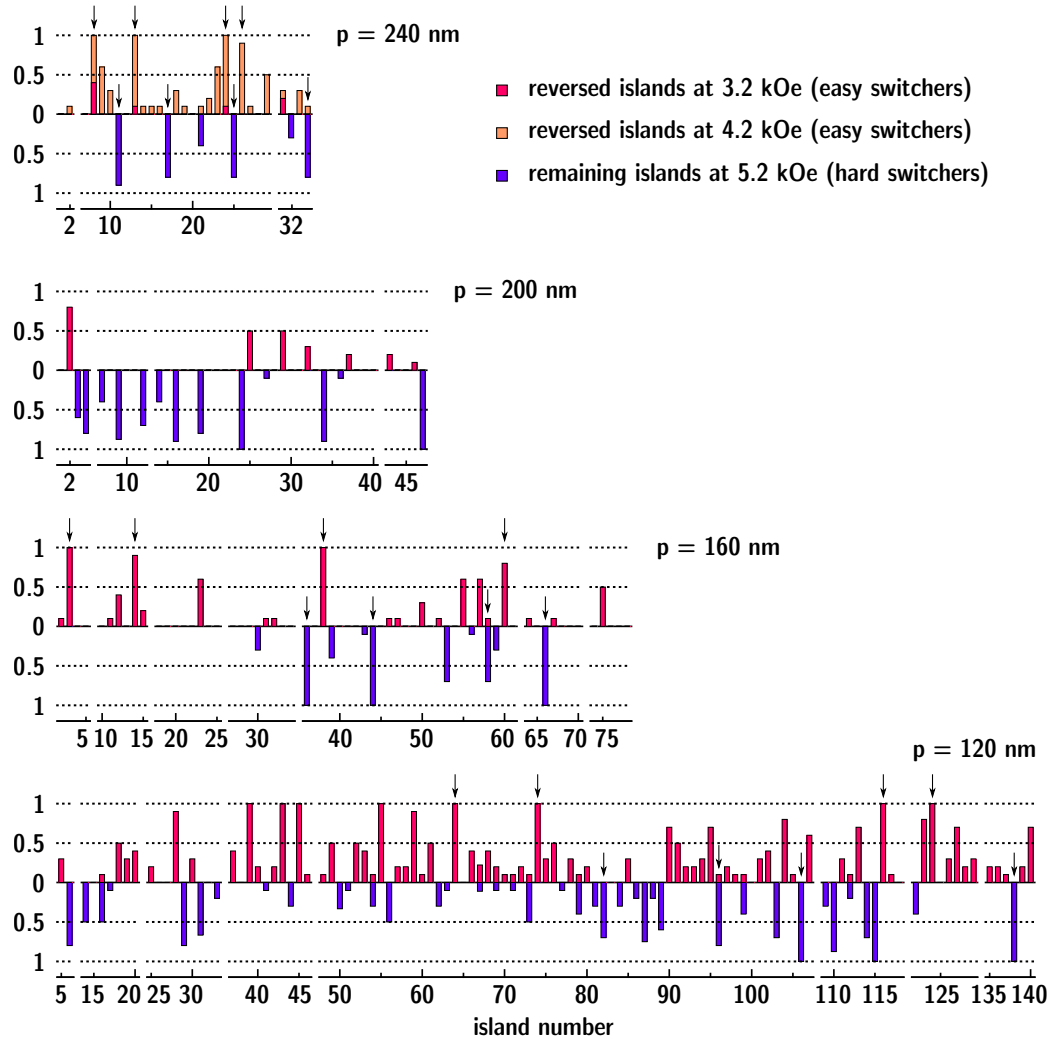 p = 240 nm
1
0.5
0
0.5
1
2 10 20 32
reversed islands at 3.2 kOe (easy switchers)
reversed islands at 4.2 kOe (easy switchers)
remaining islands at 5.2 kOe (hard switchers)
p = 200 nm
1
0.5
0
0.5
1
2 10 20 30 40 45
p = 160 nm
1
0.5
0
0.5
1
5 10 15 20 25 30 40 50 60 65 70 75
p = 120 nm
1
0.5
0
0.5
1
5 15 20 25 30 40 45 50 60 70 80 90 100 110 115 125 135 140
island number